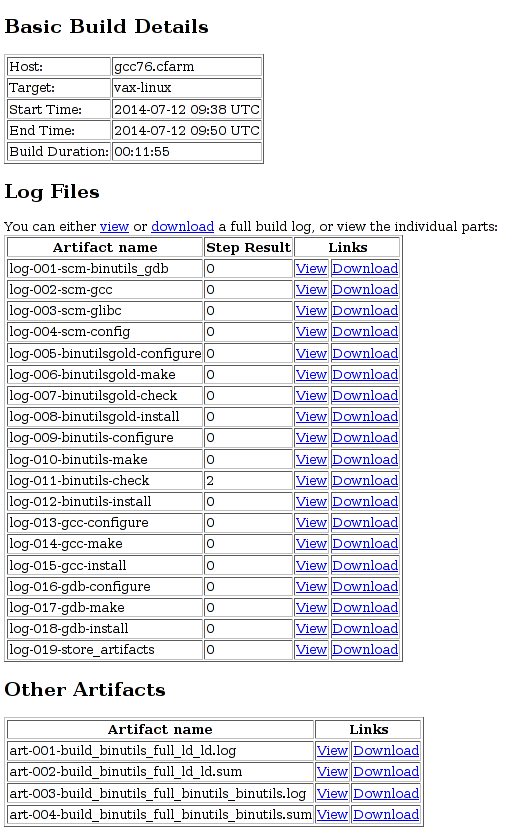 Basic Build Details
Host: gcc76.cfarm
Target: vax-linux
Start Time: 2014-07-12 09:38 UTC
End Time: 2014-07-12 09:50 UTC
Build Duration: 00:11:55
Log Files
You can either view or download a full build log, or view the individual parts:
Artifact name Step Result Links
log-001-scm-binutils_gdb 0 View Download
log-002-scm-gcc 0 View Download
log-003-scm-glibc 0 View Download
log-004-scm-config 0 View Download
log-005-binutilsgold-configure 0 View Download
log-006-binutilsgold-make 0 View Download
log-007-binutilsgold-check 0 View Download
log-008-binutilsgold-install 0 View Download
log-009-binutils-configure 0 View Download
log-010-binutils-make 0 View Download
log-011-binutils-check 2 View Download
log-012-binutils-install 0 View Download
log-013-gcc-configure 0 View Download
log-014-gcc-make 0 View Download
log-015-gcc-install 0 View Download
log-016-gdb-configure 0 View Download
log-017-gdb-make 0 View Download
log-018-gdb-install 0 View Download
log-019-store_artifacts 0 View Download
Other Artifacts
Artifact name Links
art-001-build_binutils_full_ld_ld.log View Download
art-002-build_binutils_full_ld_ld.sum View Download
art-003-build_binutils_full_binutils_binutils.log View Download
art-004-build_binutils_full_binutils_binutils.sum View Download